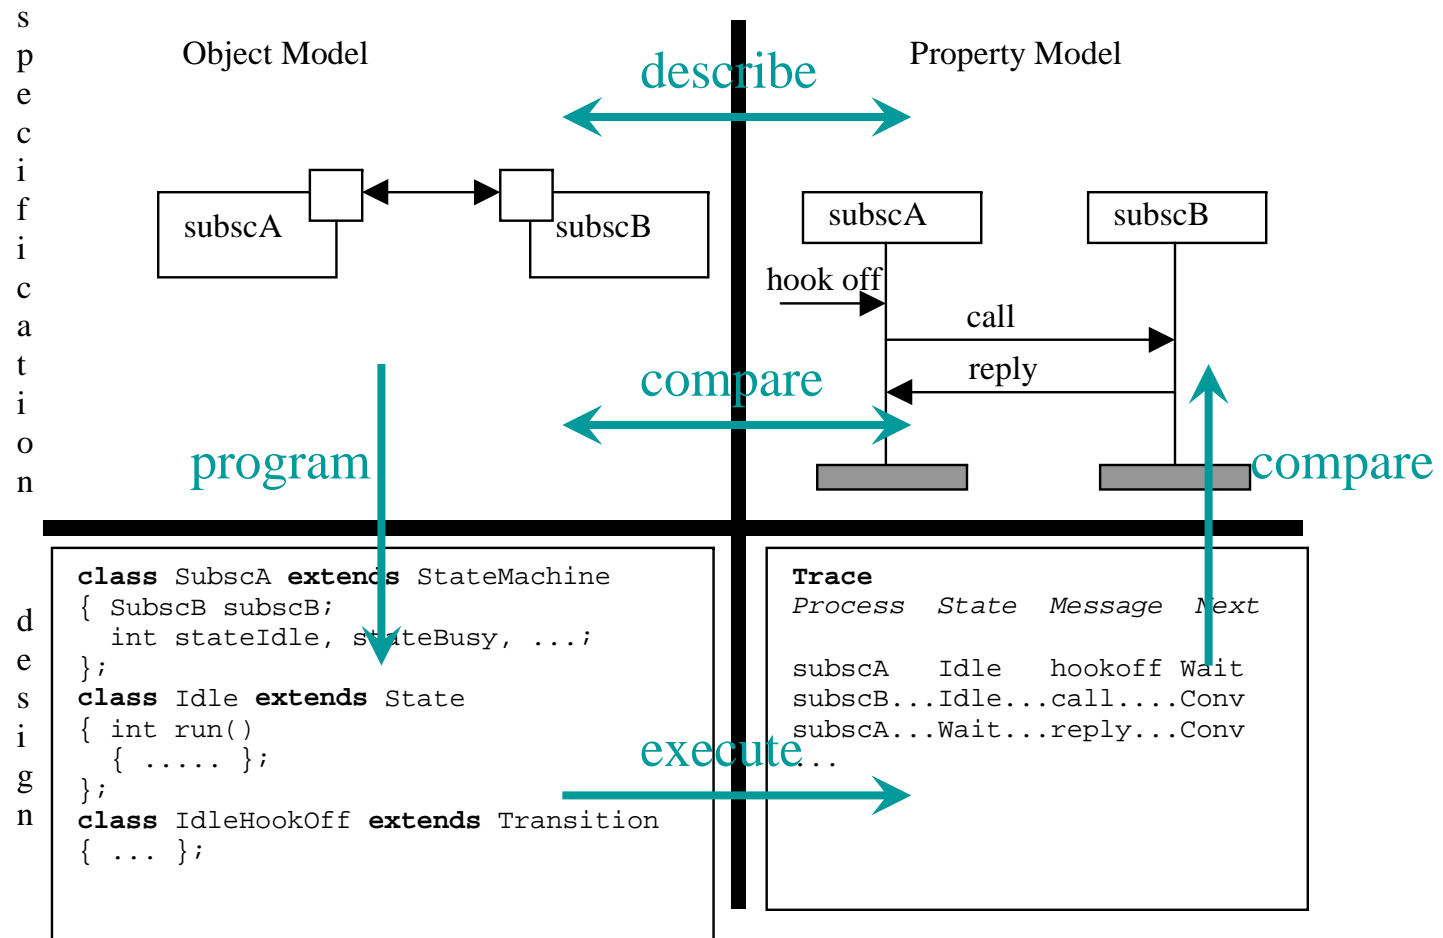 specification
Object Model
Property Model
describe
subscA
subscB
subscA
subscB
hook off
call
reply
compare
program
compare
design
class SubscA extends StateMachine
{ SubscB subscB;
int stateIdle, stateBusy, ...;
};
class Idle extends State
{ int run()
{ ..... };
};
class IdleHookOff extends Transition
{ ... };
execute
Trace
Process State Message Next
subscA Idle hookoff Wait
subscB...Idle...call....Conv
subscA...Wait...reply...Conv
...